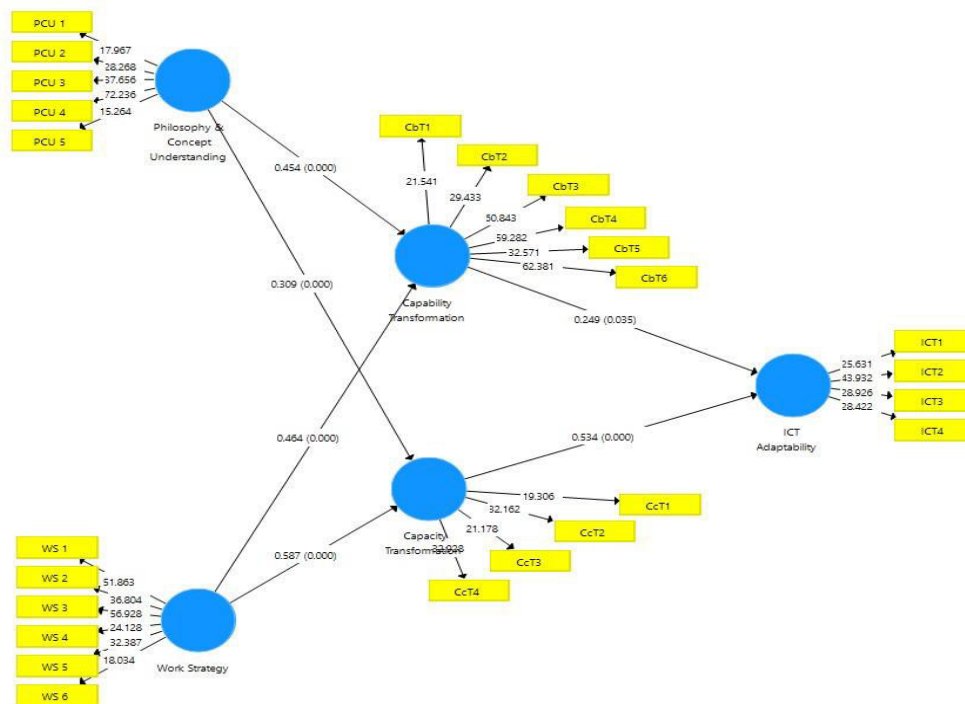 PCU 1
PCU 2
PCU 3
PCU 4
PCU 5
17.967
28.268
37.656
72.236
15.264
Philosophy &
Concept
Understanding
0.454 (0.000)
0.309 (0.000)
CbT1
CbT2
CbT3
CbT4
CbT5
CbT6
21.541
29.433
50.843
59.282
32.571
62.381
Capability
Transformation
0.249 (0.035)
0.464 (0.000)
ICT1
ICT2
ICT3
ICT4
25.631
43.932
28.926
28.422
ICT
Adaptability
0.534 (0.000)
0.587 (0.000)
Capacity
Transformation
19.306
32.162
21.178
CcT1
CcT2
CcT3
CcT4
WS 1
WS 2
WS 3
WS 4
WS 5
WS 6
51.863
36.804
56.928
24.128
32.387
18.034
Work Strategy